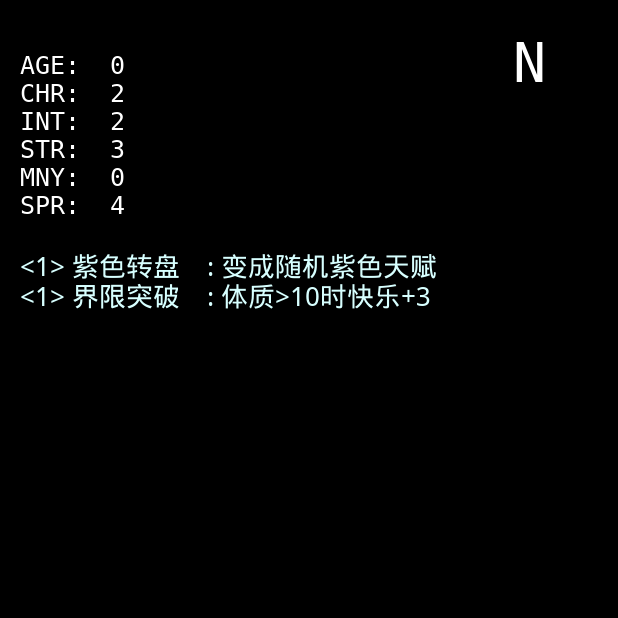 N
AGE: 0
CHR: 2
INT: 2
STR: 3
MNY: 0
SPR: 4
<1> 紫色转盘 : 变成随机紫色天赋
<1> 界限突破 : 体质>10时快乐+3